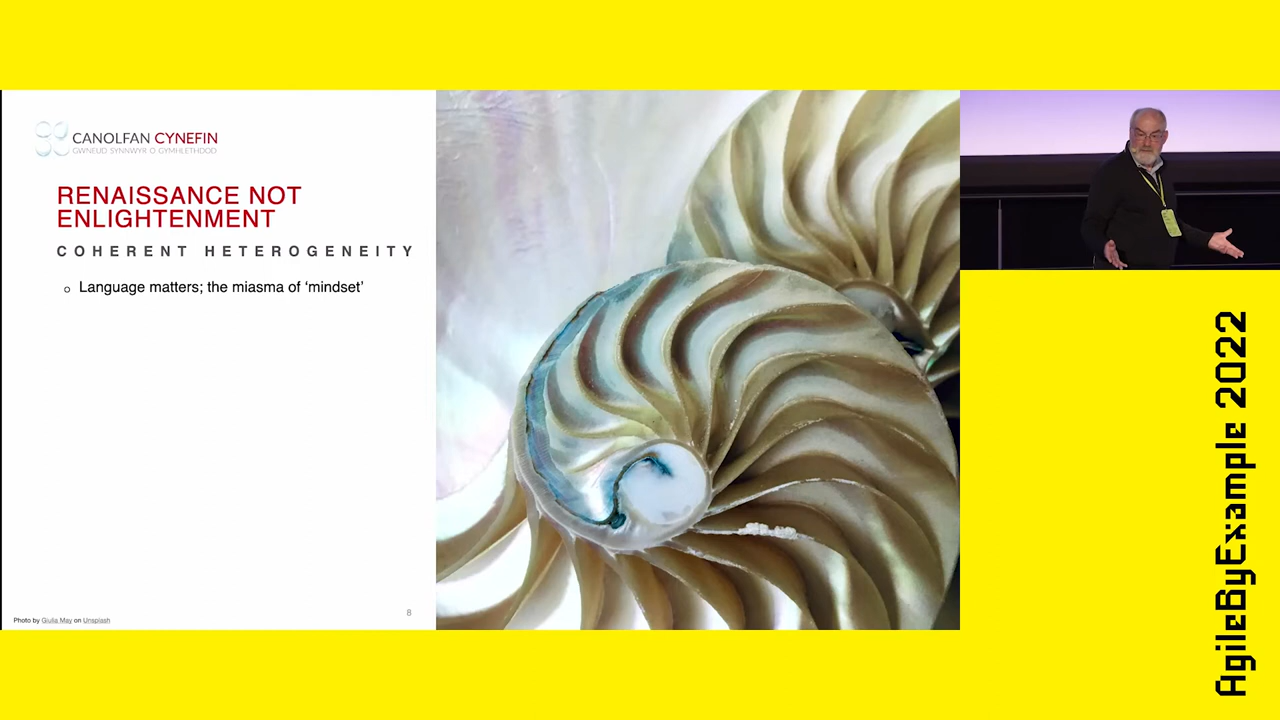 CANOLFAN CYNEFIN
GWNEUD SYNNWYR O GYMHLETHDOD
RENAISSANCE NOT
ENLIGHTENMENT
COHERENT HETEROGENEITY
Language matters; the miasma of ‘mindset’
8
Photo by Giulia May on Unsplash
AgileByExample 2022